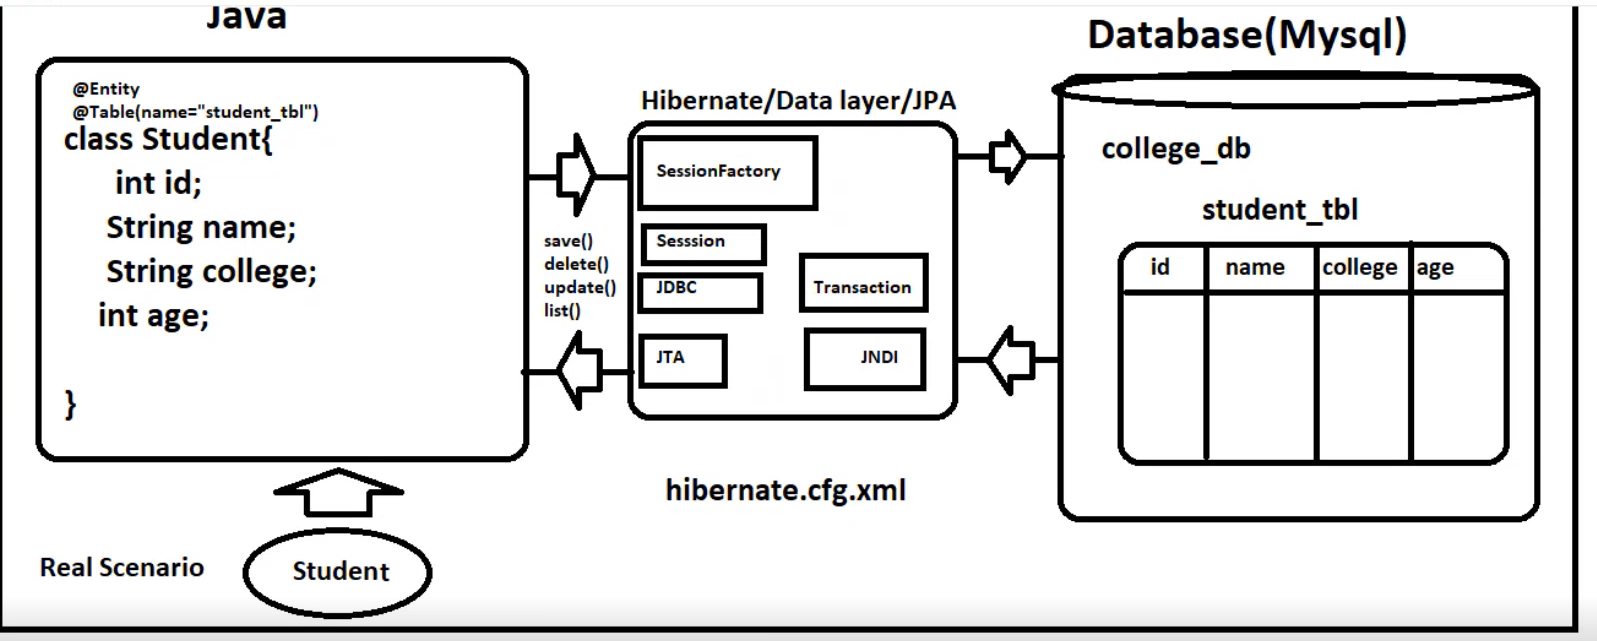 Java
@Entity
@Table(name="student_tbl")
class Student{
int id;
String name;
String college;
int age;
}
Real Scenario
Student
save()
delete()
update()
list()
Hibernate/Data layer/JPA
SessionFactory
Sesssion
JDBC
Transaction
JTA
JNDI
hibernate.cfg.xml
Database(Mysql)
college_db
student_tbl
id name college age